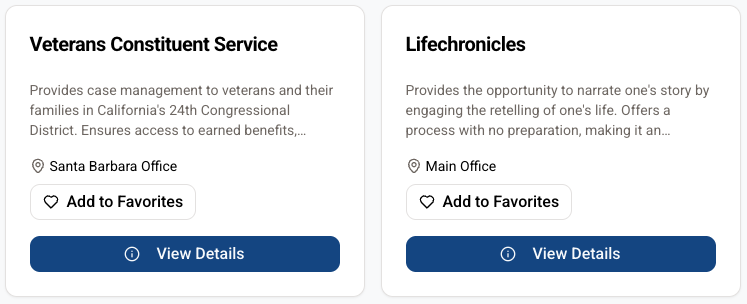 Veterans Constituent Service
Provides case management to veterans and their
families in California's 24th Congressional
District. Ensures access to earned benefits,...
Santa Barbara Office
Add to Favorites
View Details
Lifechronicles
Provides the opportunity to narrate one's story by
engaging the retelling of one's life. Offers a
process with no preparation, making it an...
Main Office
Add to Favorites
View Details